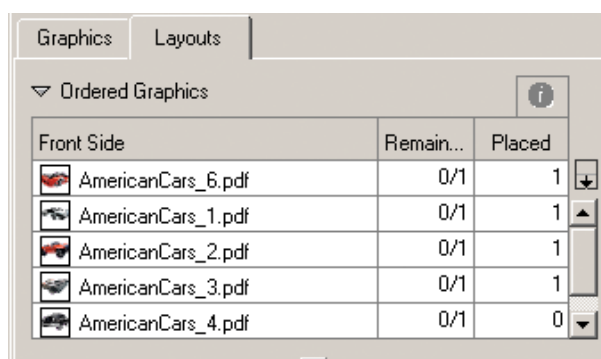 Graphics Layouts
Ordered Graphics i
Front Side Remain... Placed
AmericanCars_6.pdf 0/1 1
AmericanCars_1.pdf 0/1 1
AmericanCars_2.pdf 0/1 1
AmericanCars_3.pdf 0/1 1
AmericanCars_4.pdf 0/1 0